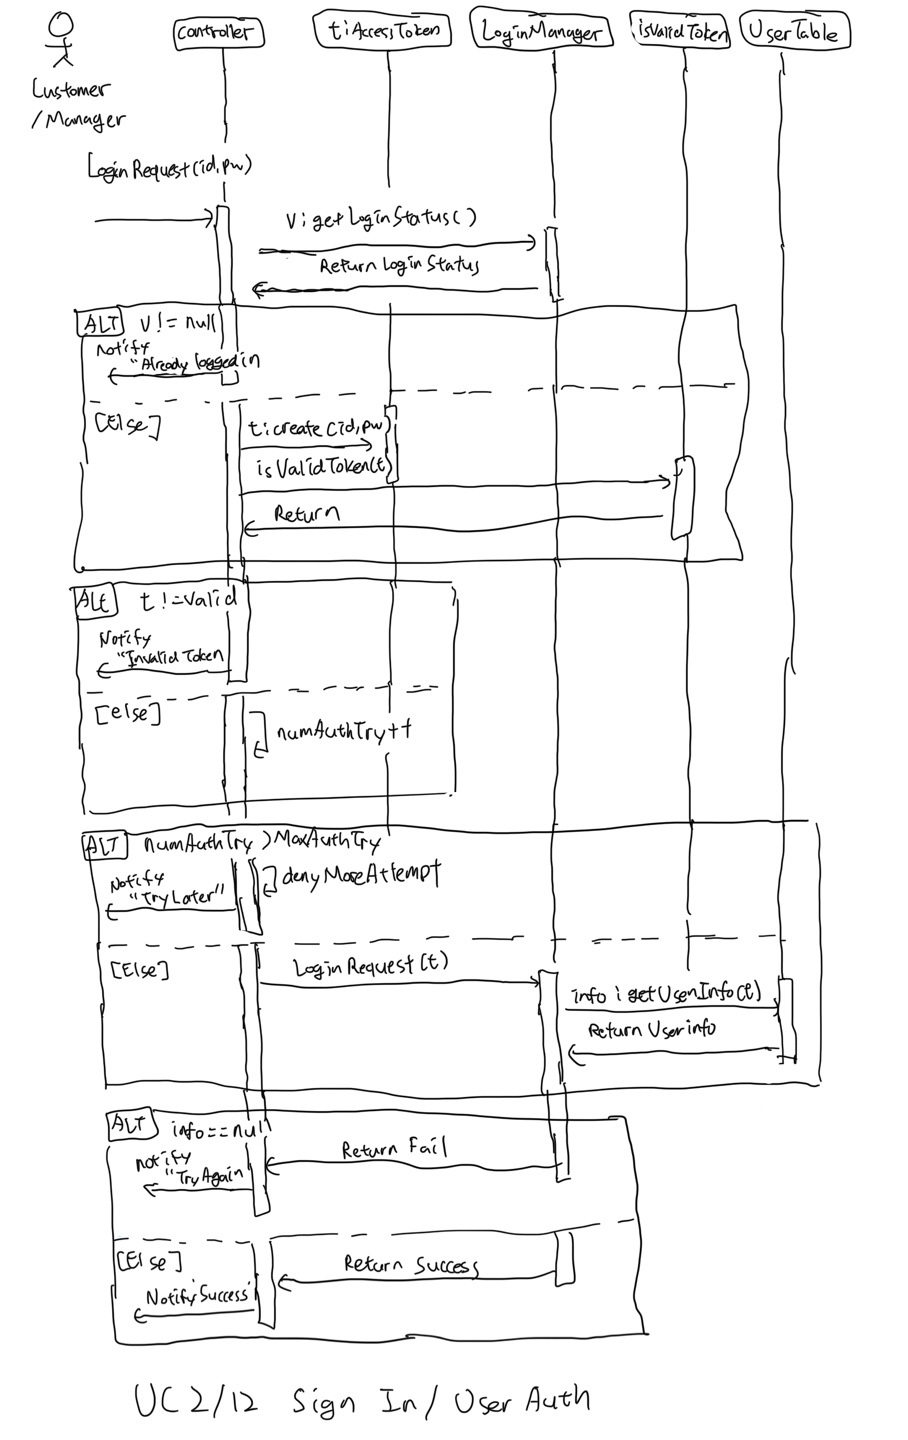 Controller
t:AccessToken
LoginManager
isValidToken
UserTable
Customer
/Manager
LoginRequest(id,pw)
V:getLoginStatus()
Return Login Status
ALT v!= null
Notify
"Already logged in
[Else]
t:create(id,pw)
isValidToken(t)
Return
Alt t!=valid
Notify
"Invalid Token
[else]
numAuthTry++
ALT numAuthTry>MaxAuthTry
denyMoreAttempt
Notify
"TryLater"
[Else]
LoginRequest(t)
info:getUserInfo(t)
Return Userinfo
ALT info==null
Return Fail
notify
"TryAgain
[Else]
Return Success
Notify'Success'
UC2/12 Sign In/User Auth